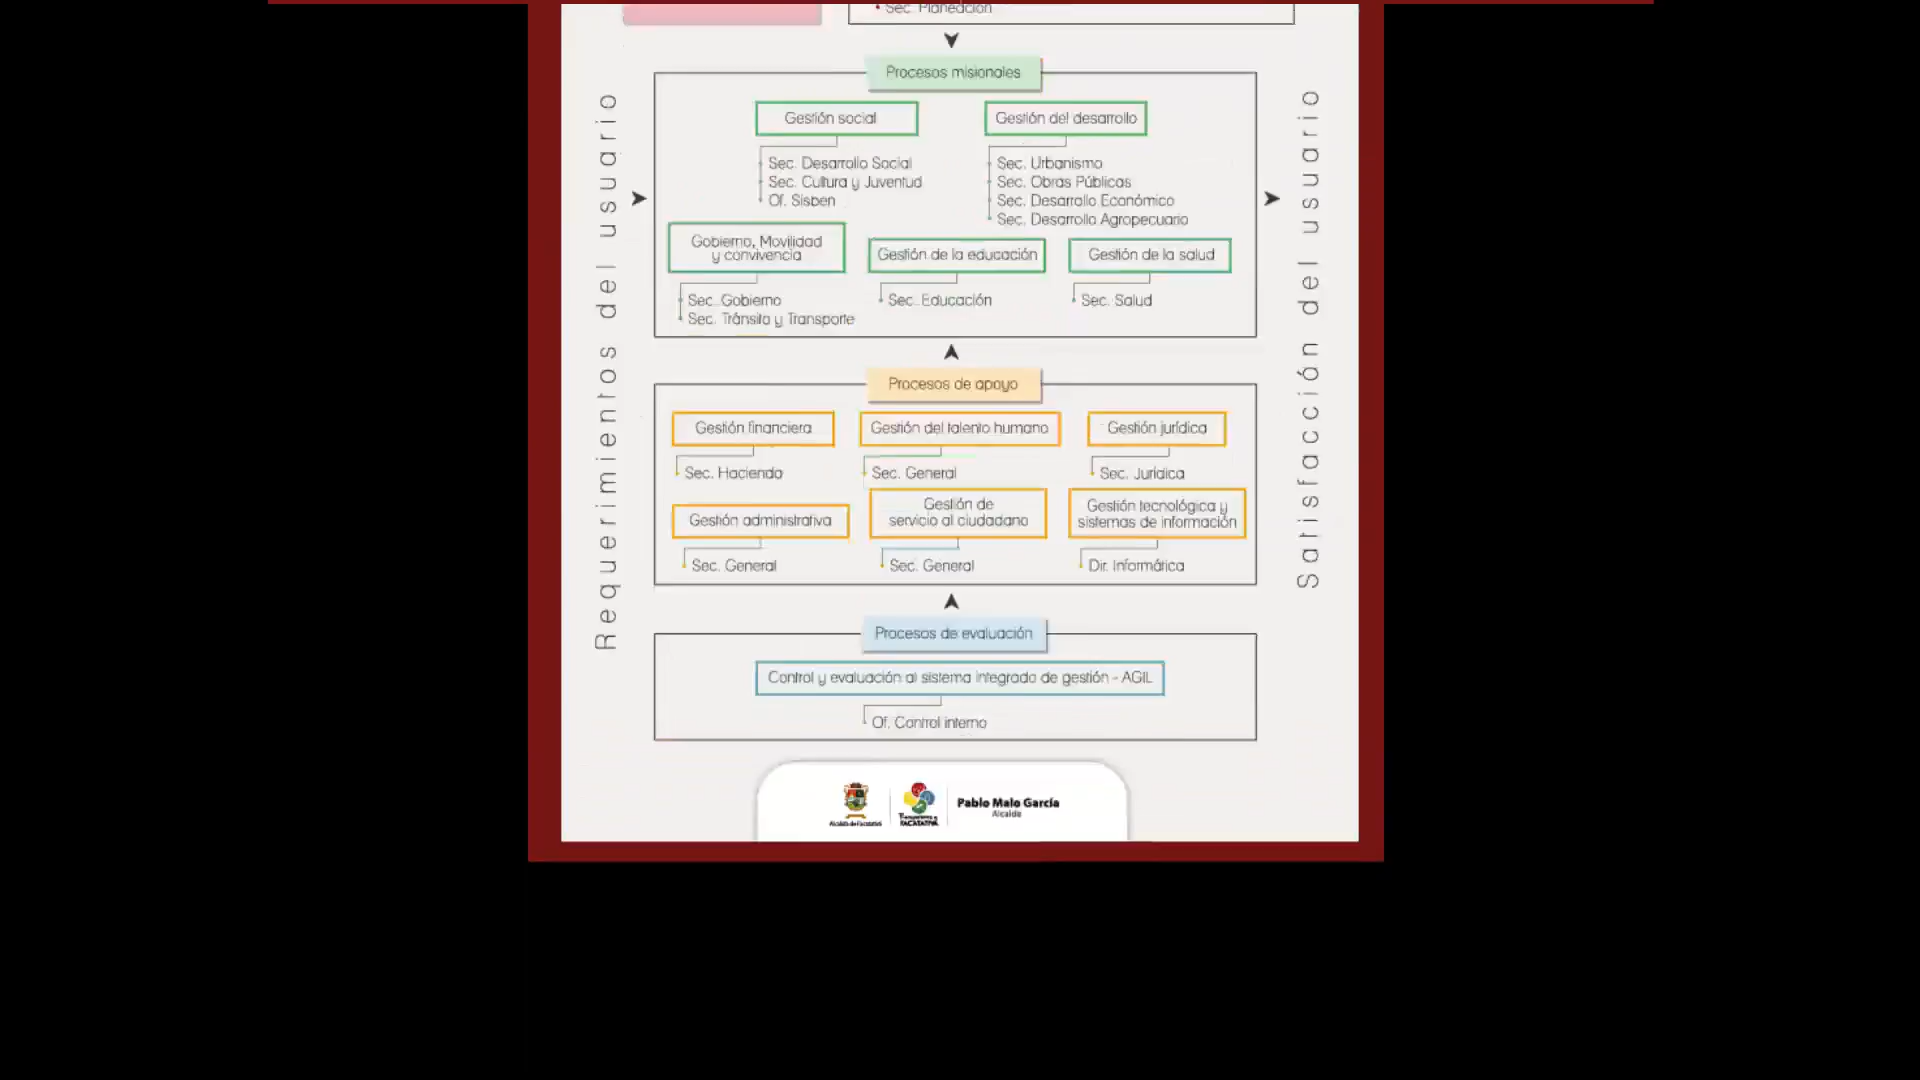 Sec. Planeación
Procesos misionales
Gestión social
Gestión del desarrollo
Sec. Desarrollo Social
Sec. Cultura y Juventud
Of. Sisben
Sec. Urbanismo
Sec. Obras Públicas
Sec. Desarrollo Económico
Sec. Desarrollo Agropecuario
Gobierno, Movilidad
y convivencia
Gestión de la educación
Gestión de la salud
Sec. Gobierno
Sec. Tránsito y Transporte
Sec. Educación
Sec. Salud
Procesos de apoyo
Gestión financiera
Gestión del talento humano
Gestión jurídica
Sec. Hacienda
Sec. General
Sec. Jurídica
Gestión administrativa
Gestión de
servicio al ciudadano
Gestión tecnológica y
sistemas de información
Sec. General
Sec. General
Dir. Informática
Procesos de evaluación
Control y evaluación al sistema integrado de gestión - AGIL
Of. Control interno
Requerimientos del usuario
Satisfacción del usuario
Alcaldía de Facatativá
FACATATIVÁ
Pablo Malo García
Alcalde